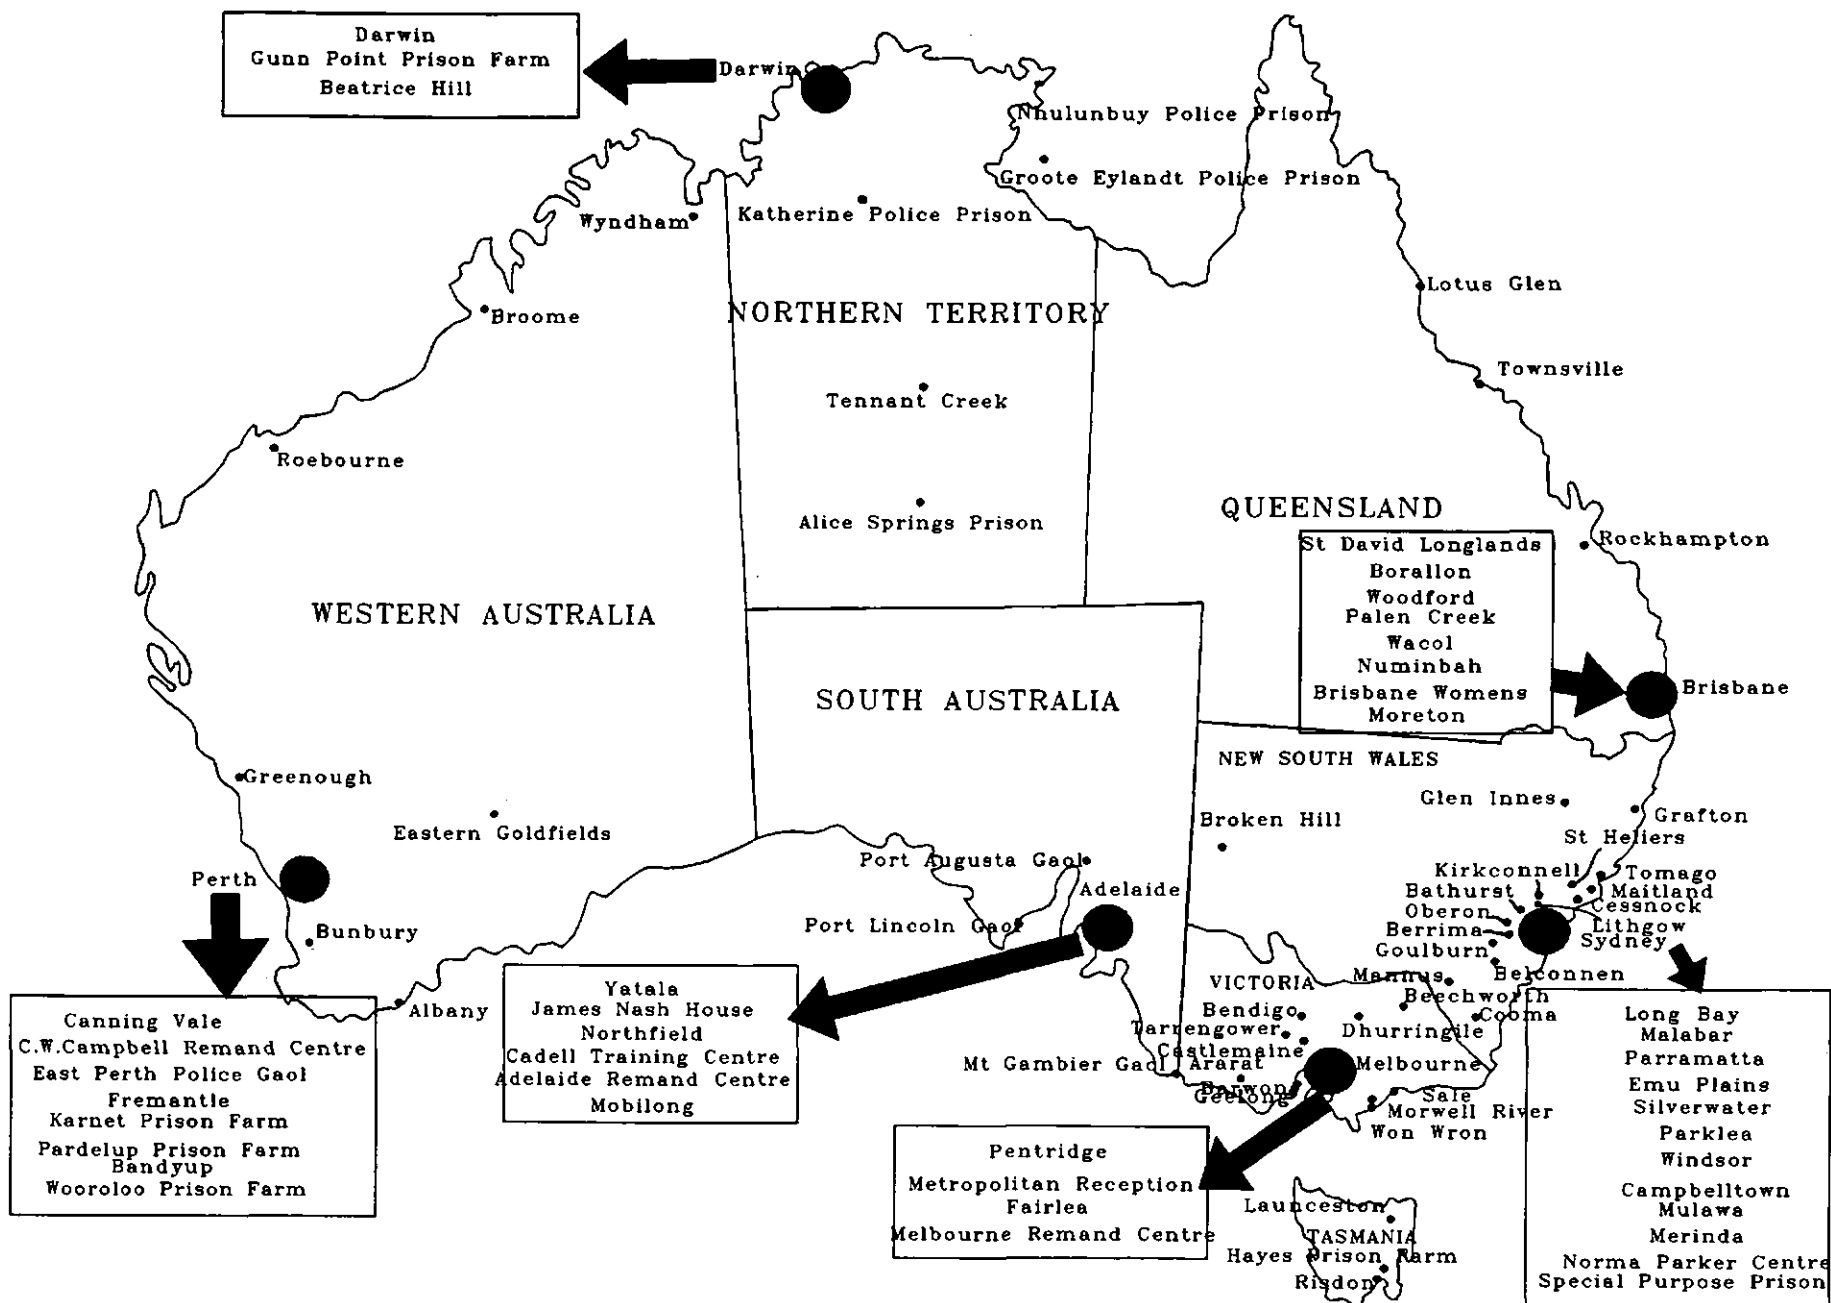 Darwin
Gunn Point Prison Farm
Beatrice Hill
Darwin
Nhulunbuy Police Prison
Groote Eylandt Police Prison
Katherine Police Prison
Wyndham
Broome
NORTHERN TERRITORY
Lotus Glen
Townsville
Tennant Creek
Roebourne
Alice Springs Prison
QUEENSLAND
Rockhampton
St David Longlands
Borallon
Woodford
Palen Creek
Wacol
Numinbah
Brisbane Womens
Moreton
Brisbane
WESTERN AUSTRALIA
SOUTH AUSTRALIA
NEW SOUTH WALES
Greenough
Eastern Goldfields
Glen Innes
Grafton
Broken Hill
St Heliers
Port Augusta Gaol
Kirkconnell
Tomago
Perth
Adelaide
Bathurst
Maitland
Cessnock
Oberon
Port Lincoln Gaol
Berrima
Lithgow
Sydney
Bunbury
Goulburn
Belconnen
Mannus
VICTORIA
Beechworth
Albany
Bendigo
Cooma
Dhurringile
Tarrengower
Castlemaine
Mt Gambier Gaol
Ararat
Melbourne
Barwon
Geelong
Sale
Morwell River
Won Wron
Canning Vale
C.W.Campbell Remand Centre
East Perth Police Gaol
Fremantle
Karnet Prison Farm
Pardelup Prison Farm
Bandyup
Wooroloo Prison Farm
Yatala
James Nash House
Northfield
Cadell Training Centre
Adelaide Remand Centre
Mobilong
Pentridge
Metropolitan Reception
Fairlea
Melbourne Remand Centre
Launceston
TASMANIA
Hayes Prison Farm
Risdon
Long Bay
Malabar
Parramatta
Emu Plains
Silverwater
Parklea
Windsor
Campbelltown
Mulawa
Merinda
Norma Parker Centre
Special Purpose Prison